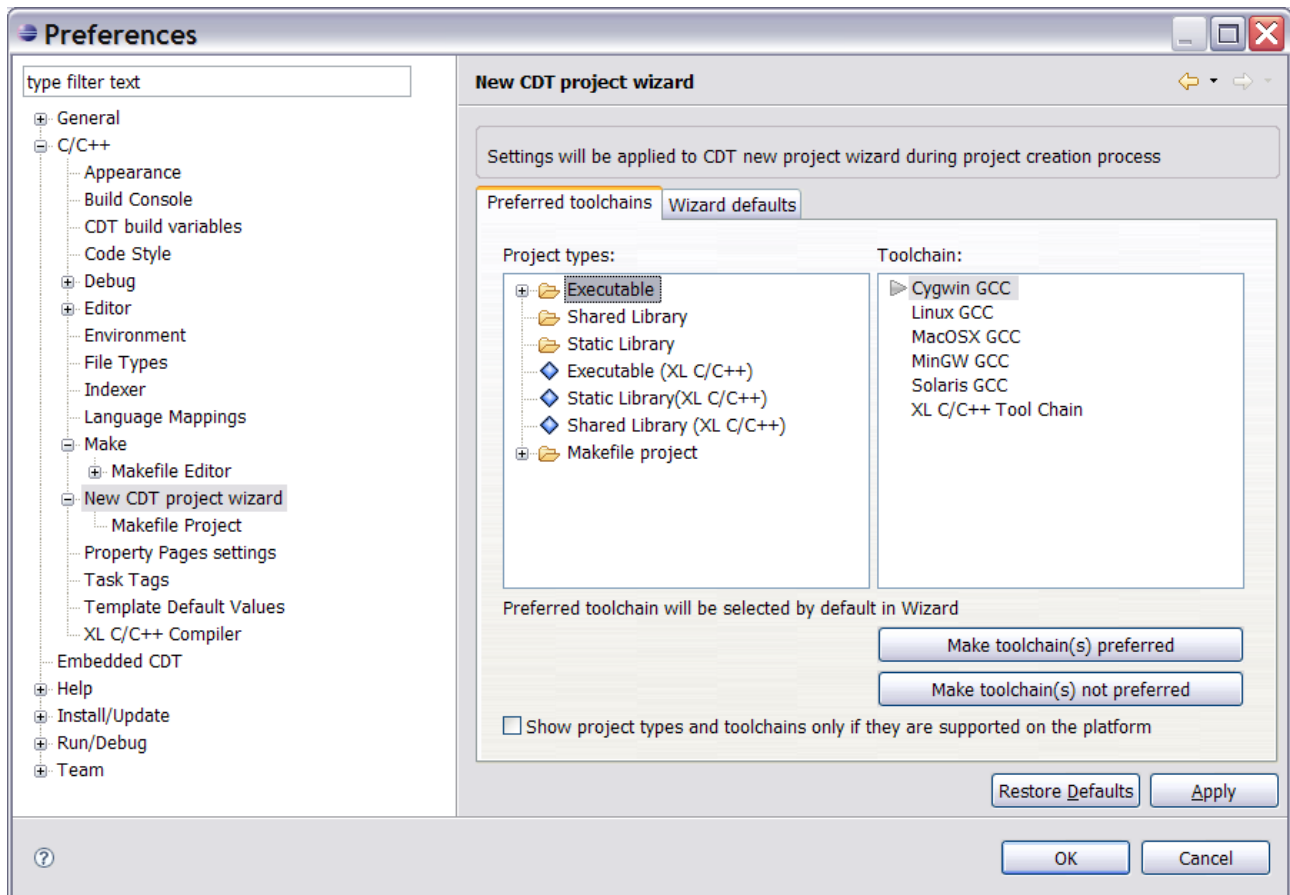 Preferences
type filter text
General
C/C++
Appearance
Build Console
CDT build variables
Code Style
Debug
Editor
Environment
File Types
Indexer
Language Mappings
Make
Makefile Editor
New CDT project wizard
Makefile Project
Property Pages settings
Task Tags
Template Default Values
XL C/C++ Compiler
Embedded CDT
Help
Install/Update
Run/Debug
Team
New CDT project wizard
Settings will be applied to CDT new project wizard during project creation process
Preferred toolchains
Wizard defaults
Project types:
Executable
Shared Library
Static Library
Executable (XL C/C++)
Static Library(XL C/C++)
Shared Library (XL C/C++)
Makefile project
Toolchain:
Cygwin GCC
Linux GCC
MacOSX GCC
MinGW GCC
Solaris GCC
XL C/C++ Tool Chain
Preferred toolchain will be selected by default in Wizard
Make toolchain(s) preferred
Make toolchain(s) not preferred
Show project types and toolchains only if they are supported on the platform
Restore Defaults
Apply
?
OK
Cancel